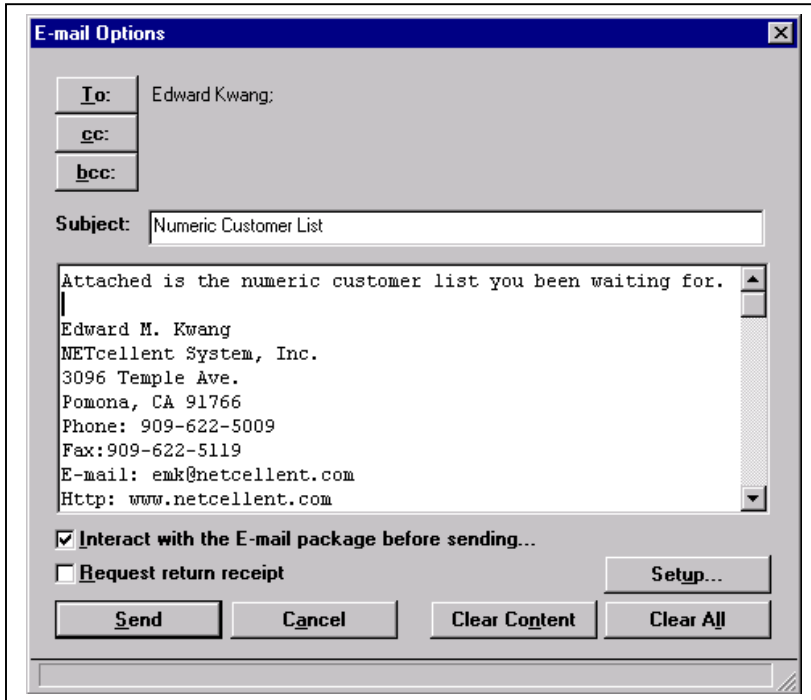 E-mail Options
To: Edward Kwang;
cc:
bcc:
Subject: Numeric Customer List
Attached is the numeric customer list you been waiting for.
Edward M. Kwang
NETcellent System, Inc.
3096 Temple Ave.
Pomona, CA 91766
Phone: 909-622-5009
Fax:909-622-5119
E-mail: emk@netcellent.com
Http: www.netcellent.com
Interact with the E-mail package before sending...
Request return receipt
Setup...
Send Cancel Clear Content Clear All